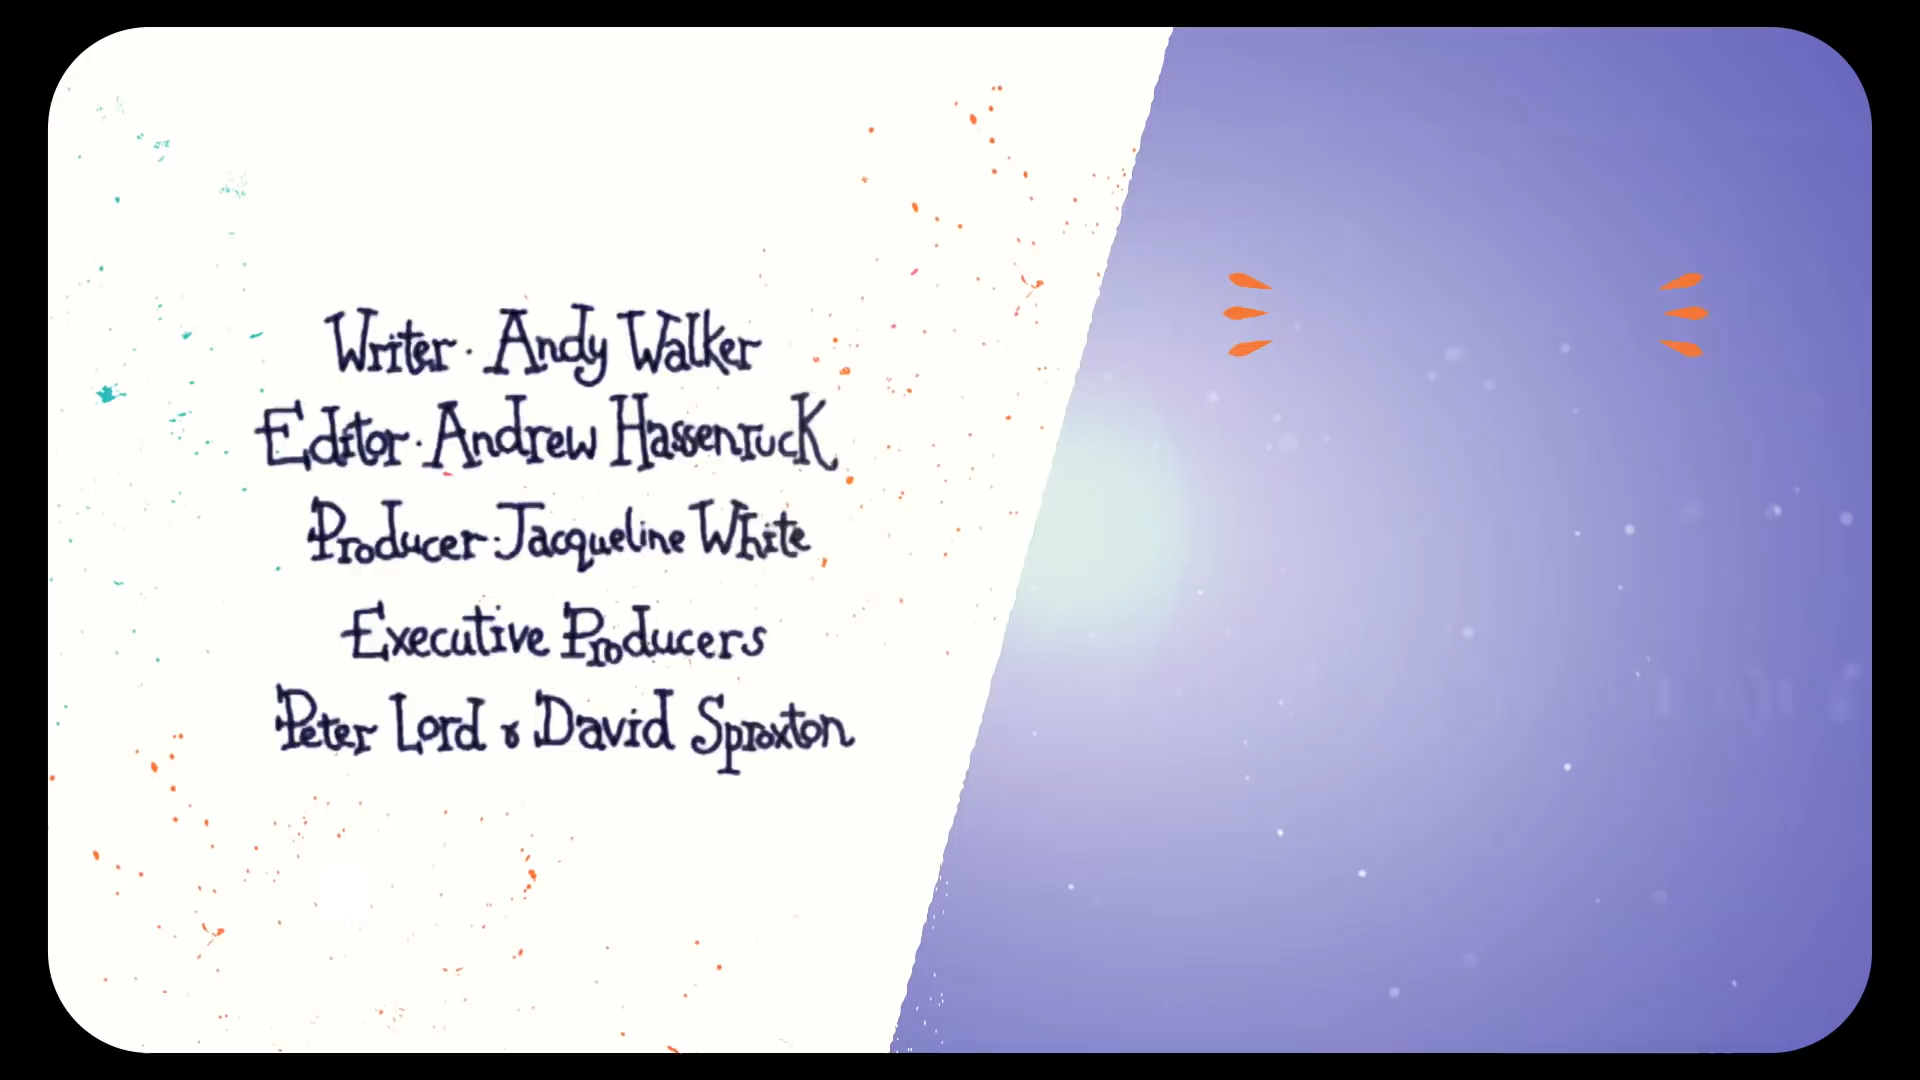 Writer · Andy Walker
Editor · Andrew Hassenruck
Producer · Jacqueline White
Executive Producers
Peter Lord & David Sproxton